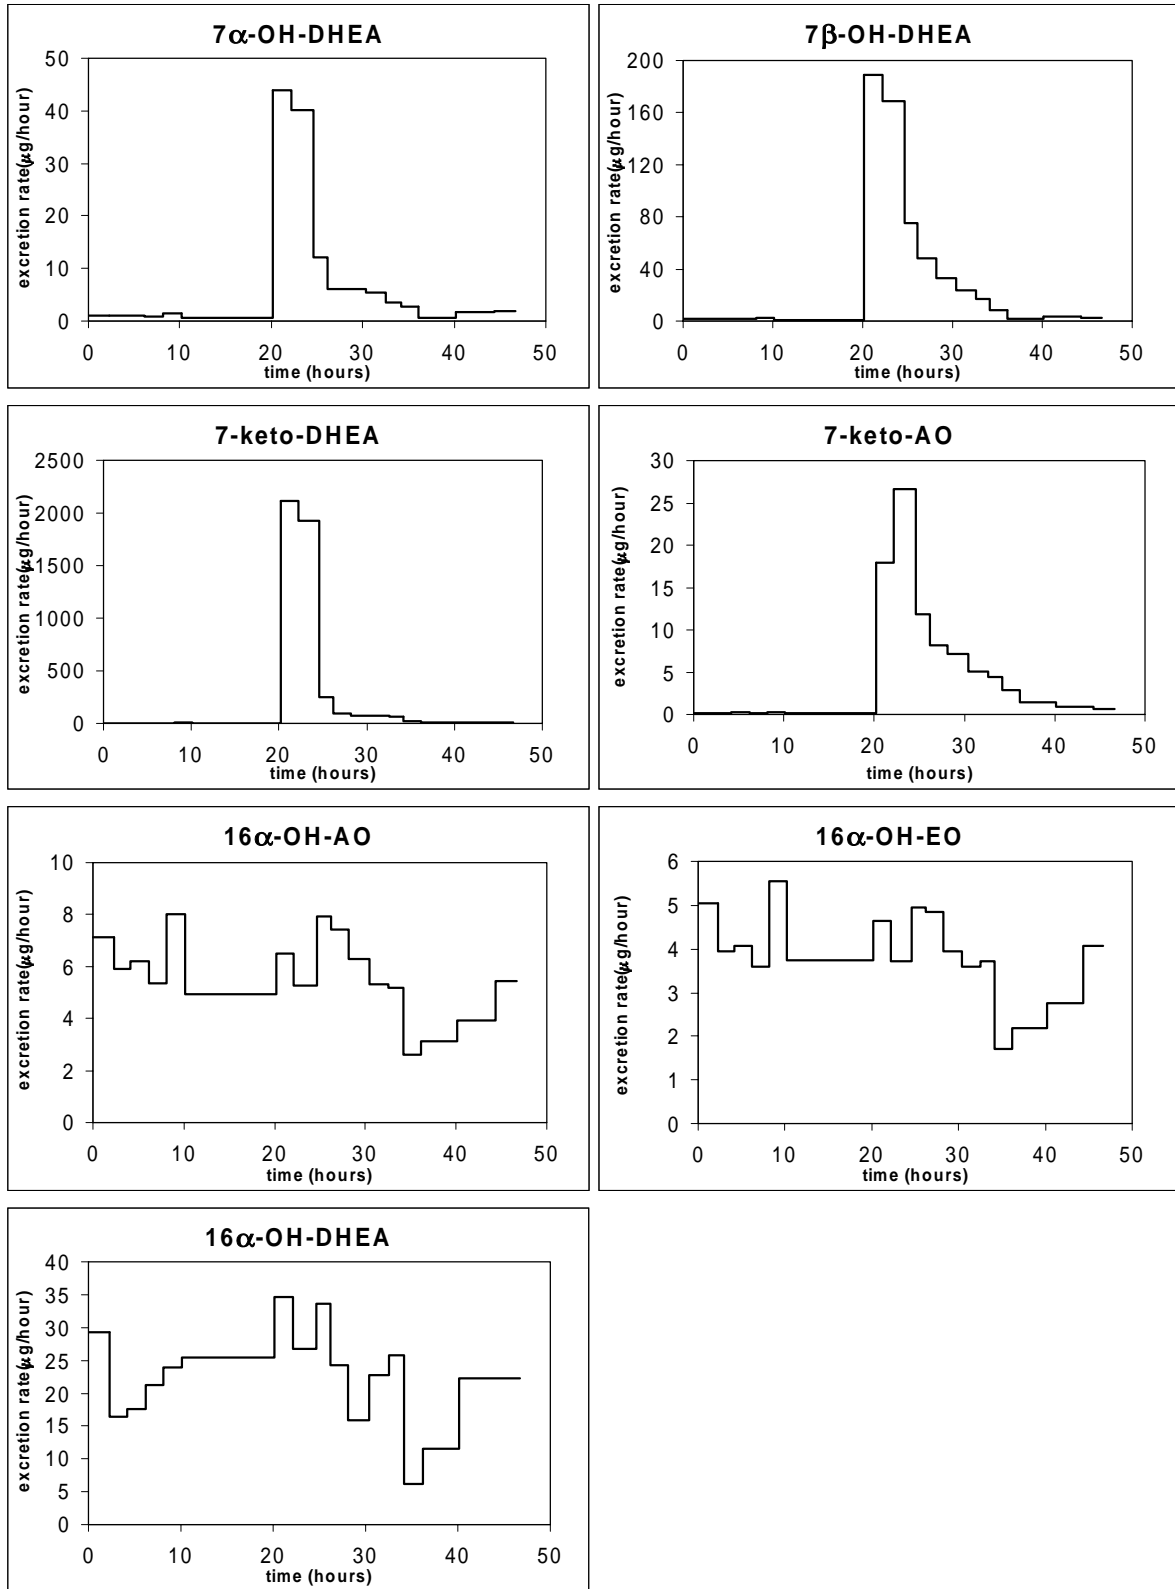 7α-OH-DHEA
excretion rate(μg/hour)
50
40
30
20
10
0
0 10 20 30 40 50
time (hours)
7β-OH-DHEA
excretion rate(μg/hour)
200
160
120
80
40
0
0 10 20 30 40 50
time (hours)
7-keto-DHEA
excretion rate(μg/hour)
2500
2000
1500
1000
500
0
0 10 20 30 40 50
time (hours)
7-keto-AO
excretion rate(μg/hour)
30
25
20
15
10
5
0
0 10 20 30 40 50
time (hours)
16α-OH-AO
excretion rate(μg/hour)
10
8
6
4
2
0
0 10 20 30 40 50
time (hours)
16α-OH-EO
excretion rate(μg/hour)
6
5
4
3
2
1
0
0 10 20 30 40 50
time (hours)
16α-OH-DHEA
excretion rate(μg/hour)
40
35
30
25
20
15
10
5
0
0 10 20 30 40 50
time (hours)